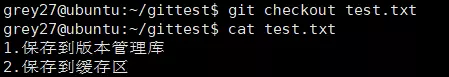 grey27@ubuntu:~/gittest$ git checkout test.txt
grey27@ubuntu:~/gittest$ cat test.txt
1.保存到版本管理库
2.保存到缓存区